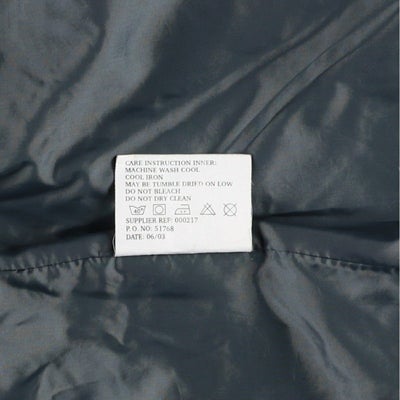 CARE INSTRUCTION INNER:
MACHINE WASH COOL
COOL IRON
MAY BE TUMBLE DRIED ON LOW
DO NOT BLEACH
DO NOT DRY CLEAN
SUPPLIER REF: 000217
P.O. NO: 51768
DATE: 06/03